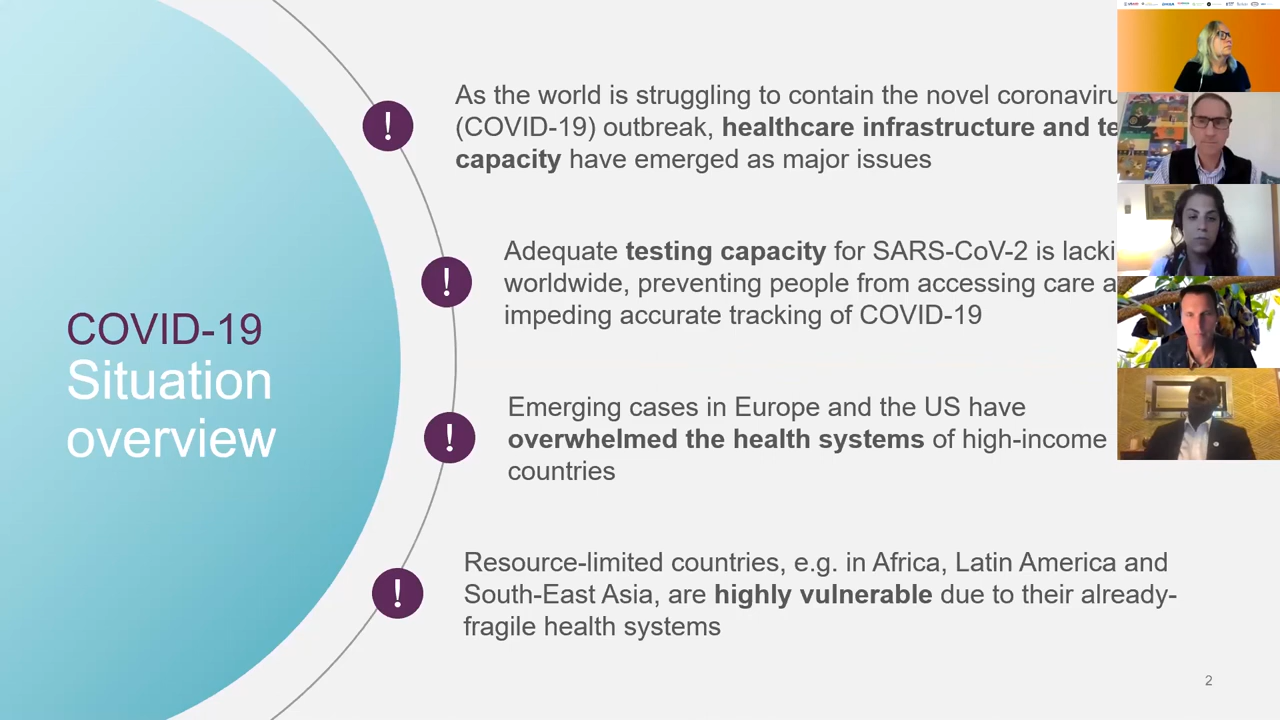 COVID-19
Situation
overview
As the world is struggling to contain the novel coronaviru
(COVID-19) outbreak, healthcare infrastructure and te
capacity have emerged as major issues
Adequate testing capacity for SARS-CoV-2 is lacki
worldwide, preventing people from accessing care a
impeding accurate tracking of COVID-19
Emerging cases in Europe and the US have
overwhelmed the health systems of high-income
countries
Resource-limited countries, e.g. in Africa, Latin America and
South-East Asia, are highly vulnerable due to their already-
fragile health systems
2